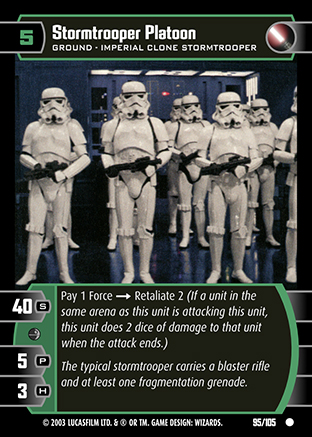 5 Stormtrooper Platoon
GROUND - IMPERIAL CLONE STORMTROOPER
40 S
5 P
3 H
Pay 1 Force → Retaliate 2 (If a unit in the
same arena as this unit is attacking this unit,
this unit does 2 dice of damage to that unit
when the attack ends.)
The typical stormtrooper carries a blaster rifle
and at least one fragmentation grenade.
© 2003 LUCASFILM LTD. & ® OR TM. GAME DESIGN: WIZARDS. 95/105